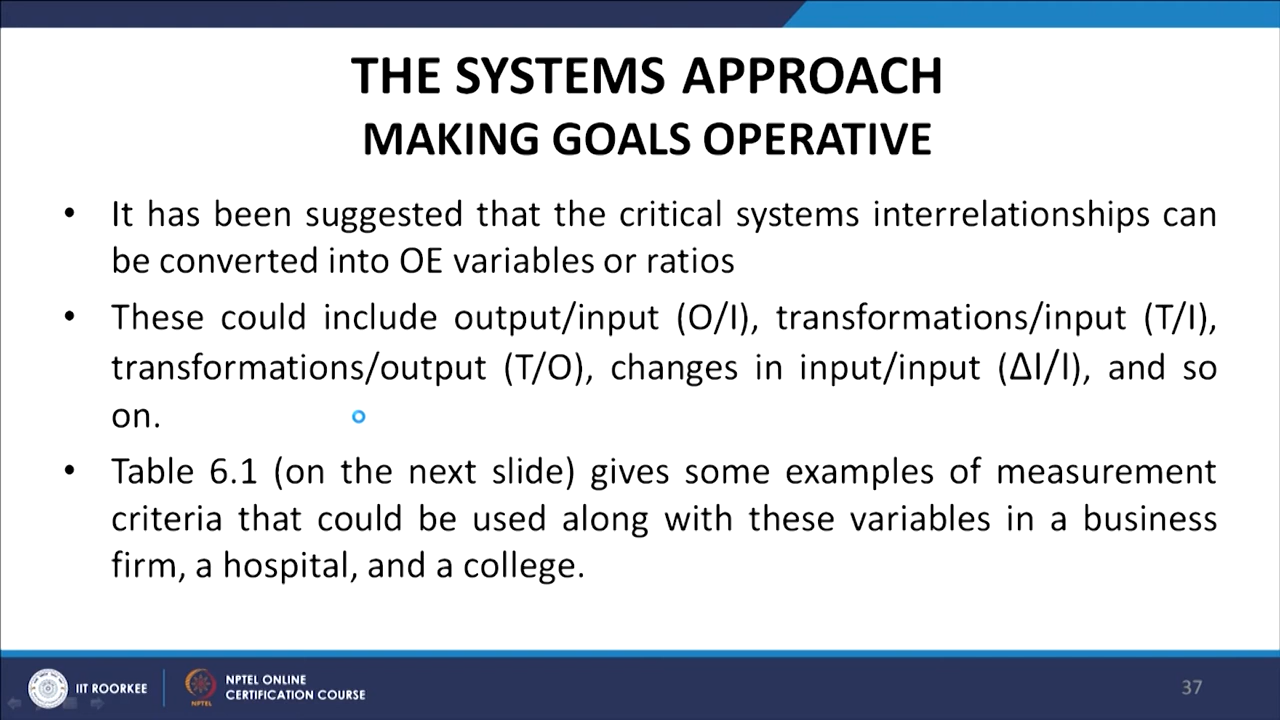 THE SYSTEMS APPROACH
MAKING GOALS OPERATIVE
• It has been suggested that the critical systems interrelationships can
be converted into OE variables or ratios
• These could include output/input (O/I), transformations/input (T/I),
transformations/output (T/O), changes in input/input (ΔI/I), and so
on.
• Table 6.1 (on the next slide) gives some examples of measurement
criteria that could be used along with these variables in a business
firm, a hospital, and a college.
IIT ROORKEE
NPTEL
NPTEL ONLINE
CERTIFICATION COURSE
37